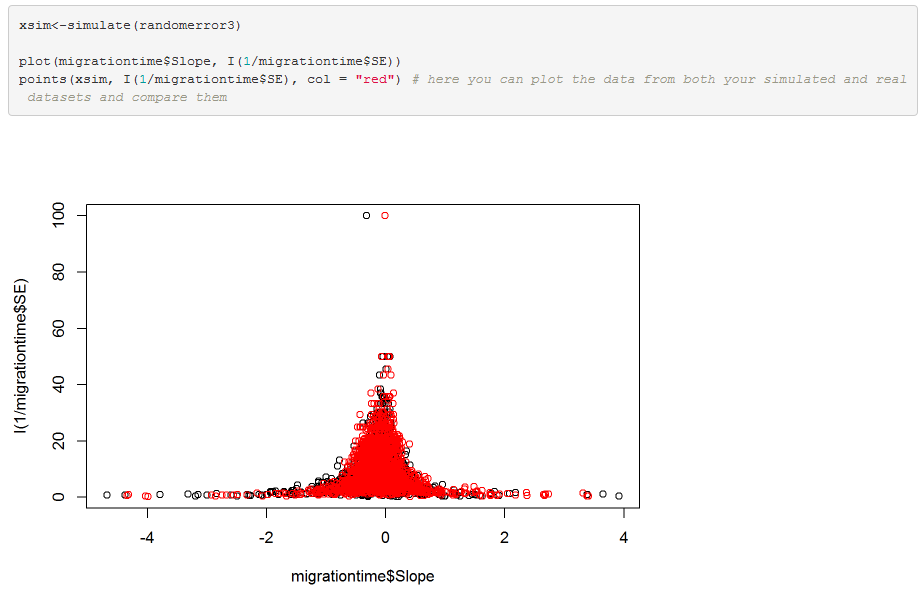 xsim<-simulate(randomerror3)
plot(migrationtime$Slope, I(1/migrationtime$SE))
points(xsim, I(1/migrationtime$SE), col = "red") # here you can plot the data from both your simulated and real
datasets and compare them
100
80
60
40
20
0
I(1/migrationtime$SE)
-4 -2 0 2 4
migrationtime$Slope